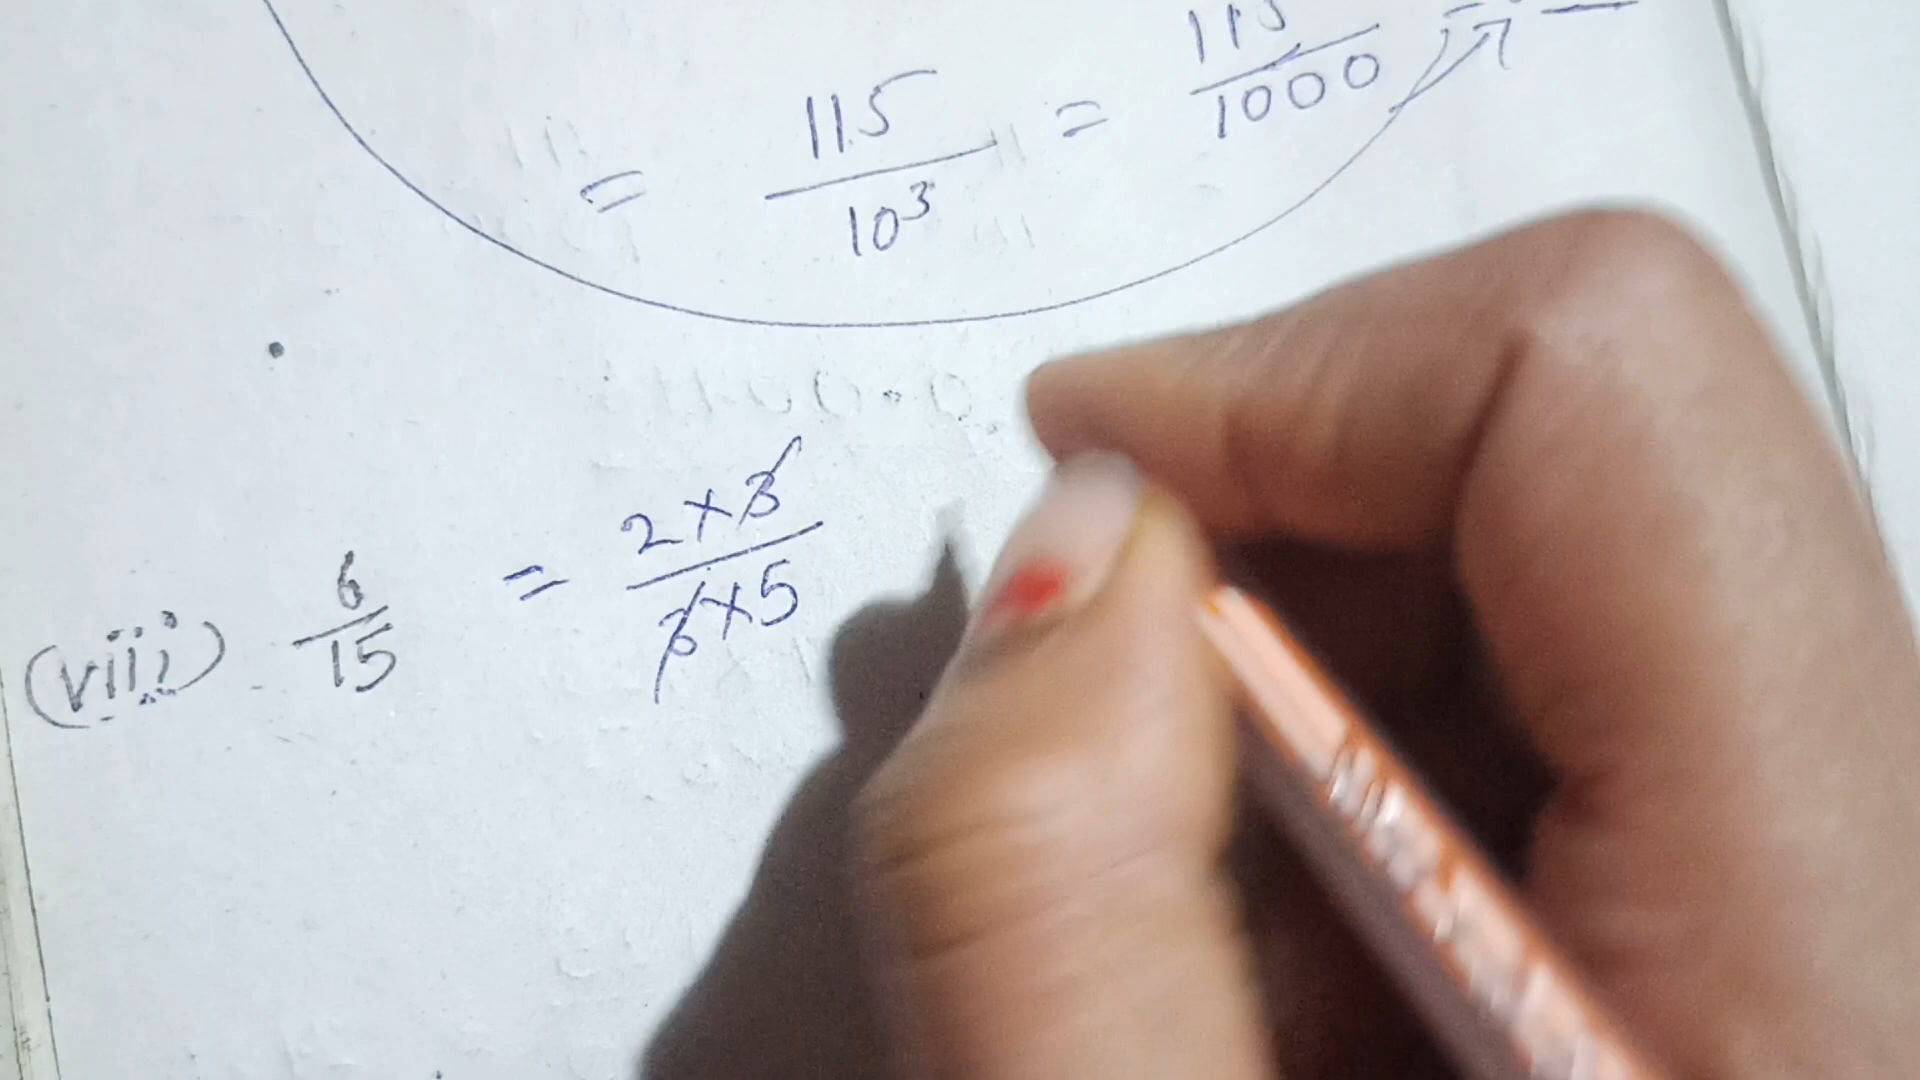 = 115/10³ = 115/1000
(viii) 6/15 = 2×3/3×5